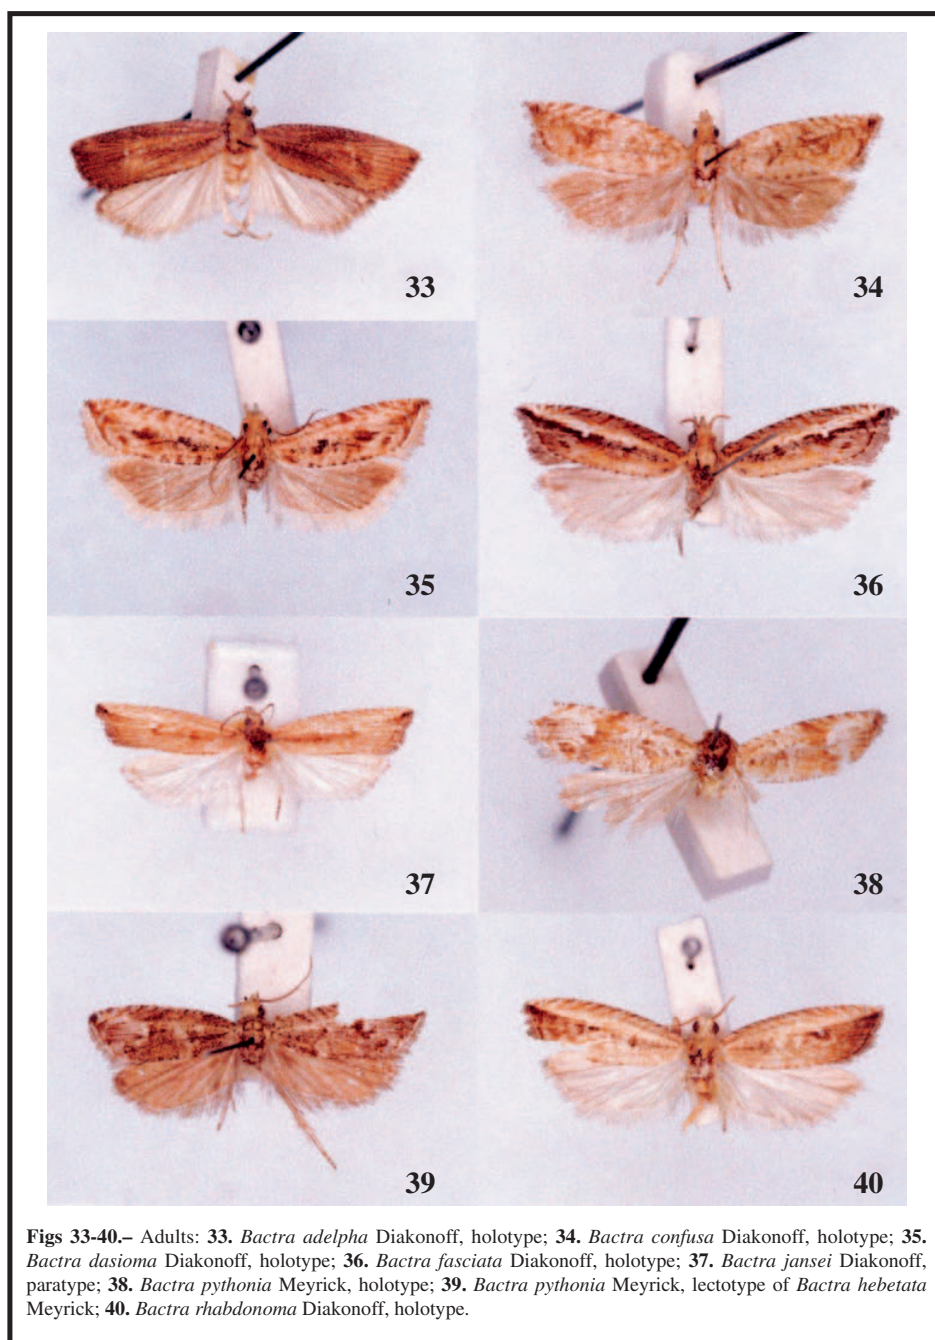 33
34
35
36
37
38
39
40
Figs 33-40.– Adults: 33. Bactra adelpha Diakonoff, holotype; 34. Bactra confusa Diakonoff, holotype; 35.
Bactra dasioma Diakonoff, holotype; 36. Bactra fasciata Diakonoff, holotype; 37. Bactra jansei Diakonoff,
paratype; 38. Bactra pythonia Meyrick, holotype; 39. Bactra pythonia Meyrick, lectotype of Bactra hebetata
Meyrick; 40. Bactra rhabdonoma Diakonoff, holotype.